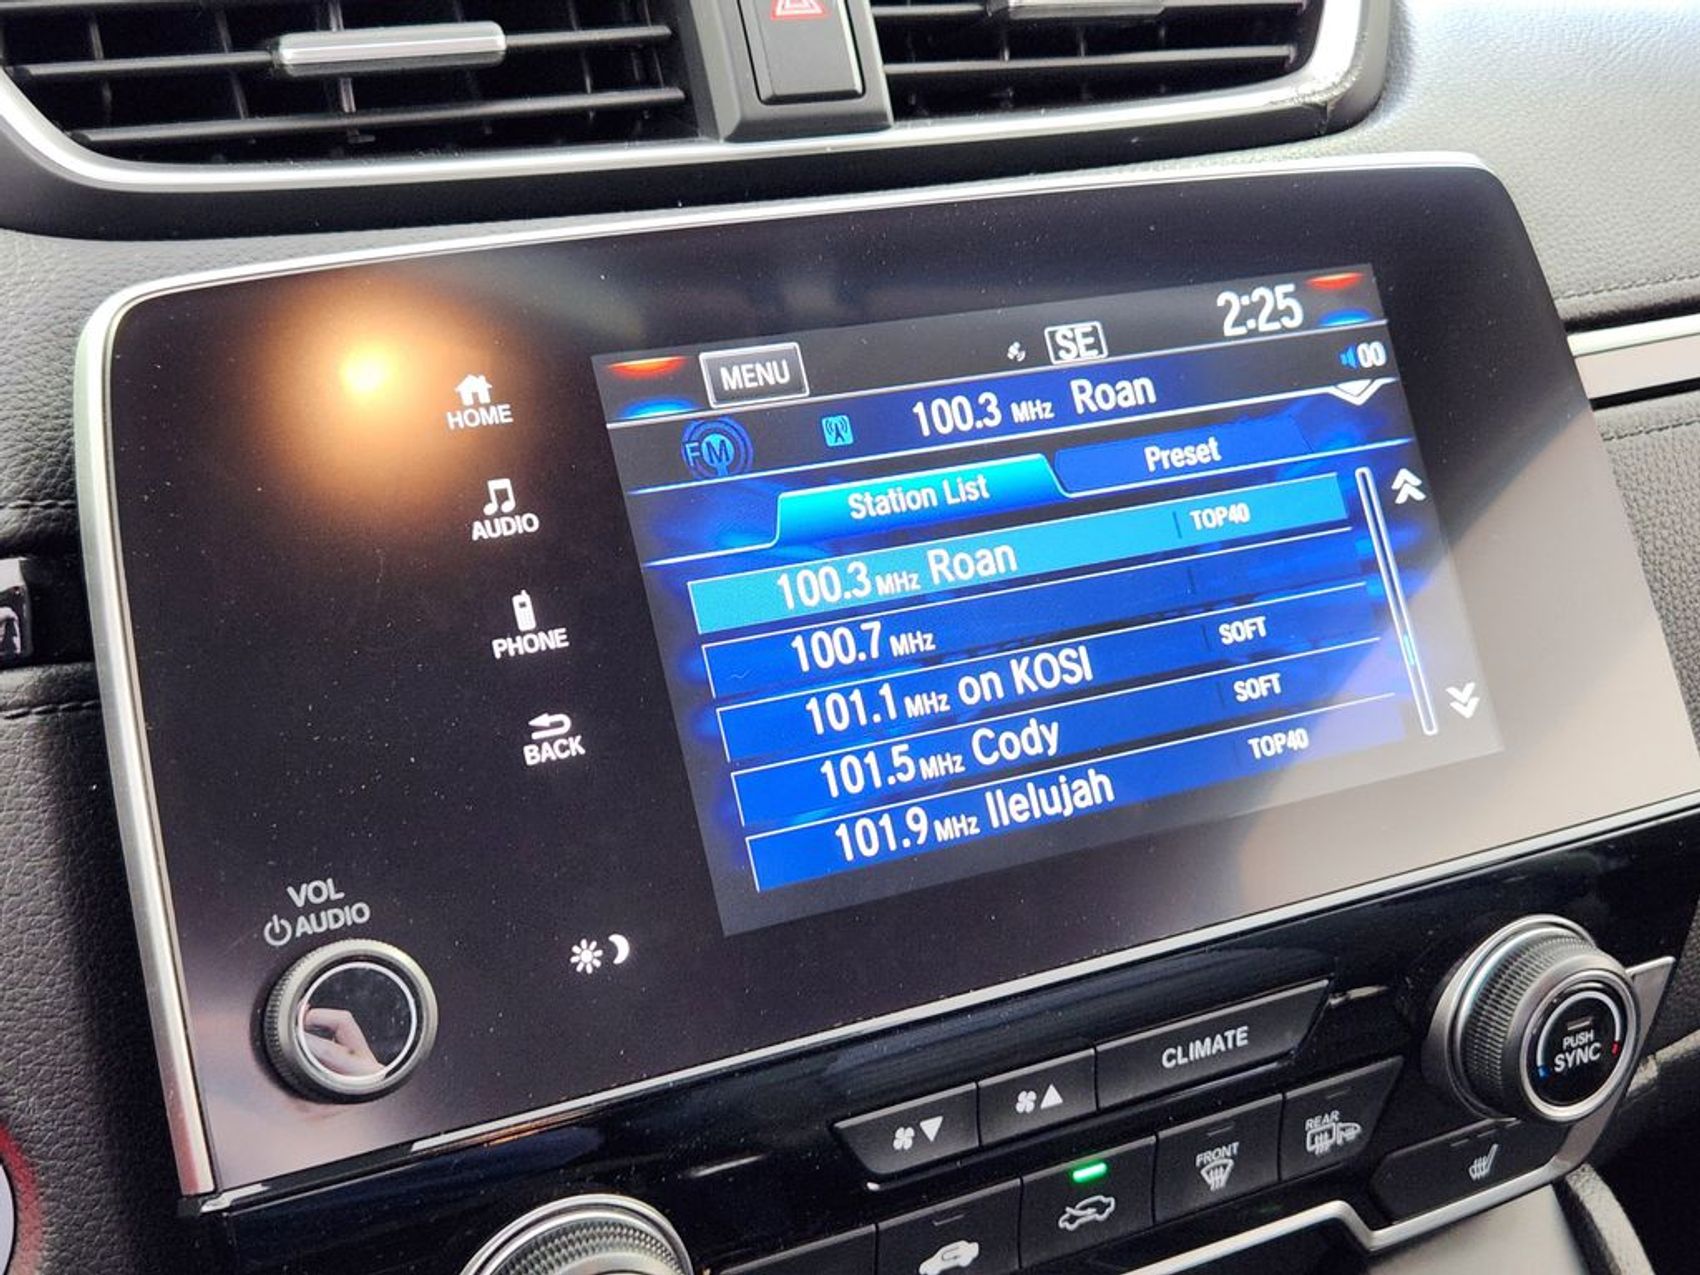 MENU
SE
2:25
00
FM
100.3 MHz Roan
Station List
Preset
100.3 MHz Roan
TOP40
100.7 MHz
101.1 MHz on KOSI
SOFT
101.5 MHz Cody
SOFT
101.9 MHz llelujah
TOP40
HOME
AUDIO
PHONE
BACK
VOL
AUDIO
CLIMATE
PUSH
SYNC
FRONT
REAR